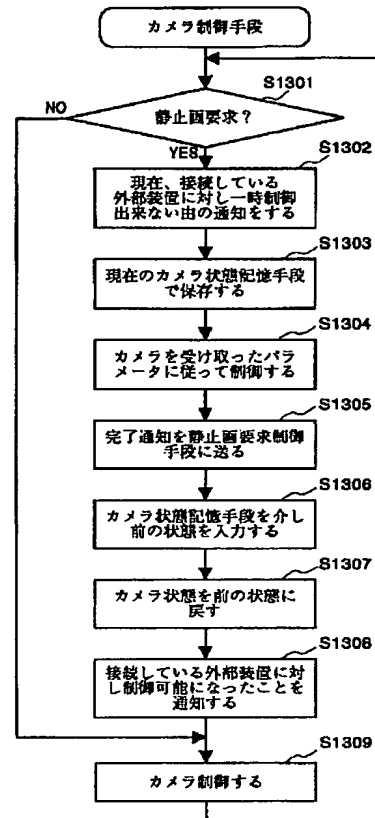 カメラ制御手段
S1301
NO
静止画要求？
YES
S1302
現在、接続している
外部装置に対し一時制御
出来ない由の通知をする
S1303
現在のカメラ状態記憶手段
で保存する
S1304
カメラを受け取ったパラ
メータに従って制御する
S1305
完了通知を静止画要求制御
手段に送る
S1306
カメラ状態記憶手段を介し
前の状態を入力する
S1307
カメラ状態を前の状態に
戻す
S1308
接続している外部装置に対
し制御可能になったことを
通知する
S1309
カメラ制御する